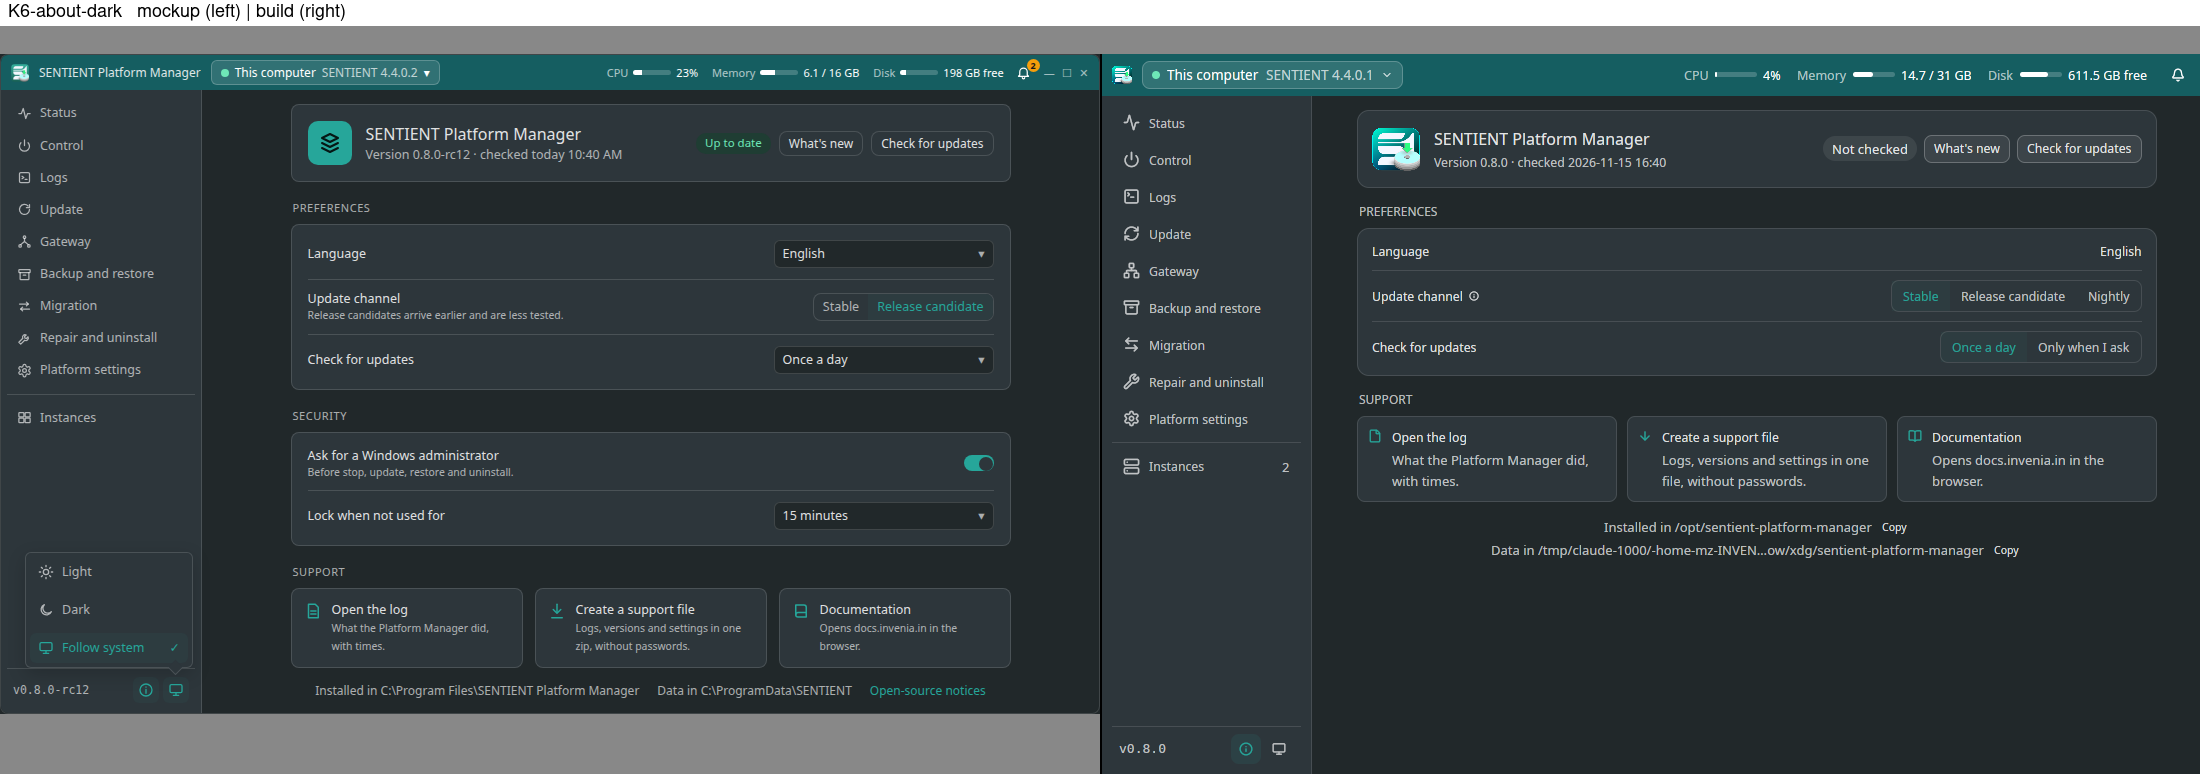 K6-about-dark mockup (left) | build (right)
SENTIENT Platform Manager
This computer SENTIENT 4.4.0.2
CPU 23% Memory 6.1 / 16 GB Disk 198 GB free 2
Status
Control
Logs
Update
Gateway
Backup and restore
Migration
Repair and uninstall
Platform settings
Instances
Light
Dark
Follow system ✓
v0.8.0-rc12
SENTIENT Platform Manager
Version 0.8.0-rc12 · checked today 10:40 AM
Up to date What's new Check for updates
PREFERENCES
Language English
Update channel
Release candidates arrive earlier and are less tested.
Stable Release candidate
Check for updates Once a day
SECURITY
Ask for a Windows administrator
Before stop, update, restore and uninstall.
Lock when not used for 15 minutes
SUPPORT
Open the log
What the Platform Manager did,
with times.
Create a support file
Logs, versions and settings in one
zip, without passwords.
Documentation
Opens docs.invenia.in in the
browser.
Installed in C:\Program Files\SENTIENT Platform Manager Data in C:\ProgramData\SENTIENT Open-source notices
This computer SENTIENT 4.4.0.1
CPU 4% Memory 14.7 / 31 GB Disk 611.5 GB free
Status
Control
Logs
Update
Gateway
Backup and restore
Migration
Repair and uninstall
Platform settings
Instances 2
v0.8.0
SENTIENT Platform Manager
Version 0.8.0 · checked 2026-11-15 16:40
Not checked What's new Check for updates
PREFERENCES
Language English
Update channel Stable Release candidate Nightly
Check for updates Once a day Only when I ask
SUPPORT
Open the log
What the Platform Manager did,
with times.
Create a support file
Logs, versions and settings in one
file, without passwords.
Documentation
Opens docs.invenia.in in the
browser.
Installed in /opt/sentient-platform-manager Copy
Data in /tmp/claude-1000/-home-mz-INVEN...ow/xdg/sentient-platform-manager Copy